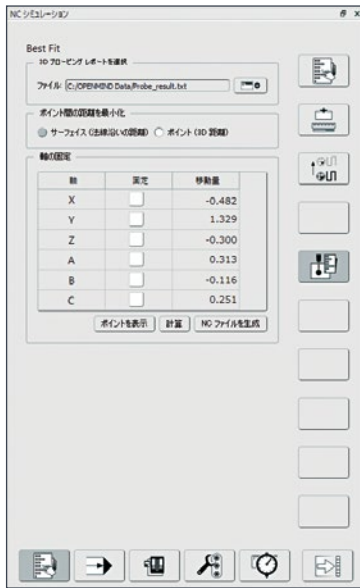 NC シミュレーション
Best Fit
3D プロービング レポートを選択
ファイル: C:/OPENMIND Data/Probe_result.txt
ポイント間の距離を最小化
サーフェイス (法線沿いの距離) ポイント (3D 距離)
軸の固定
軸 固定 移動量
X -0.482
Y 1.329
Z -0.300
A 0.313
B -0.116
C 0.251
ポイントを表示 計算 NC ファイルを生成